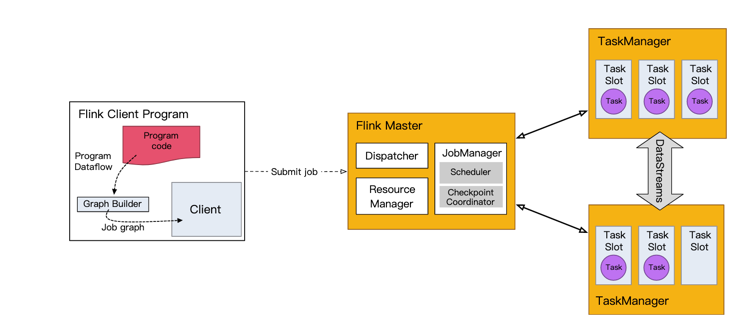 Flink Client Program
Program
code
Program
Dataflow
Graph Builder
Job graph
Client
Submit job
Flink Master
Dispatcher
Resource
Manager
JobManager
Scheduler
Checkpoint
Coordinator
TaskManager
Task
Slot
Task
Task
Slot
Task
Task
Slot
Task
DataStreams
Task
Slot
Task
Task
Slot
Task
Task
Slot
TaskManager